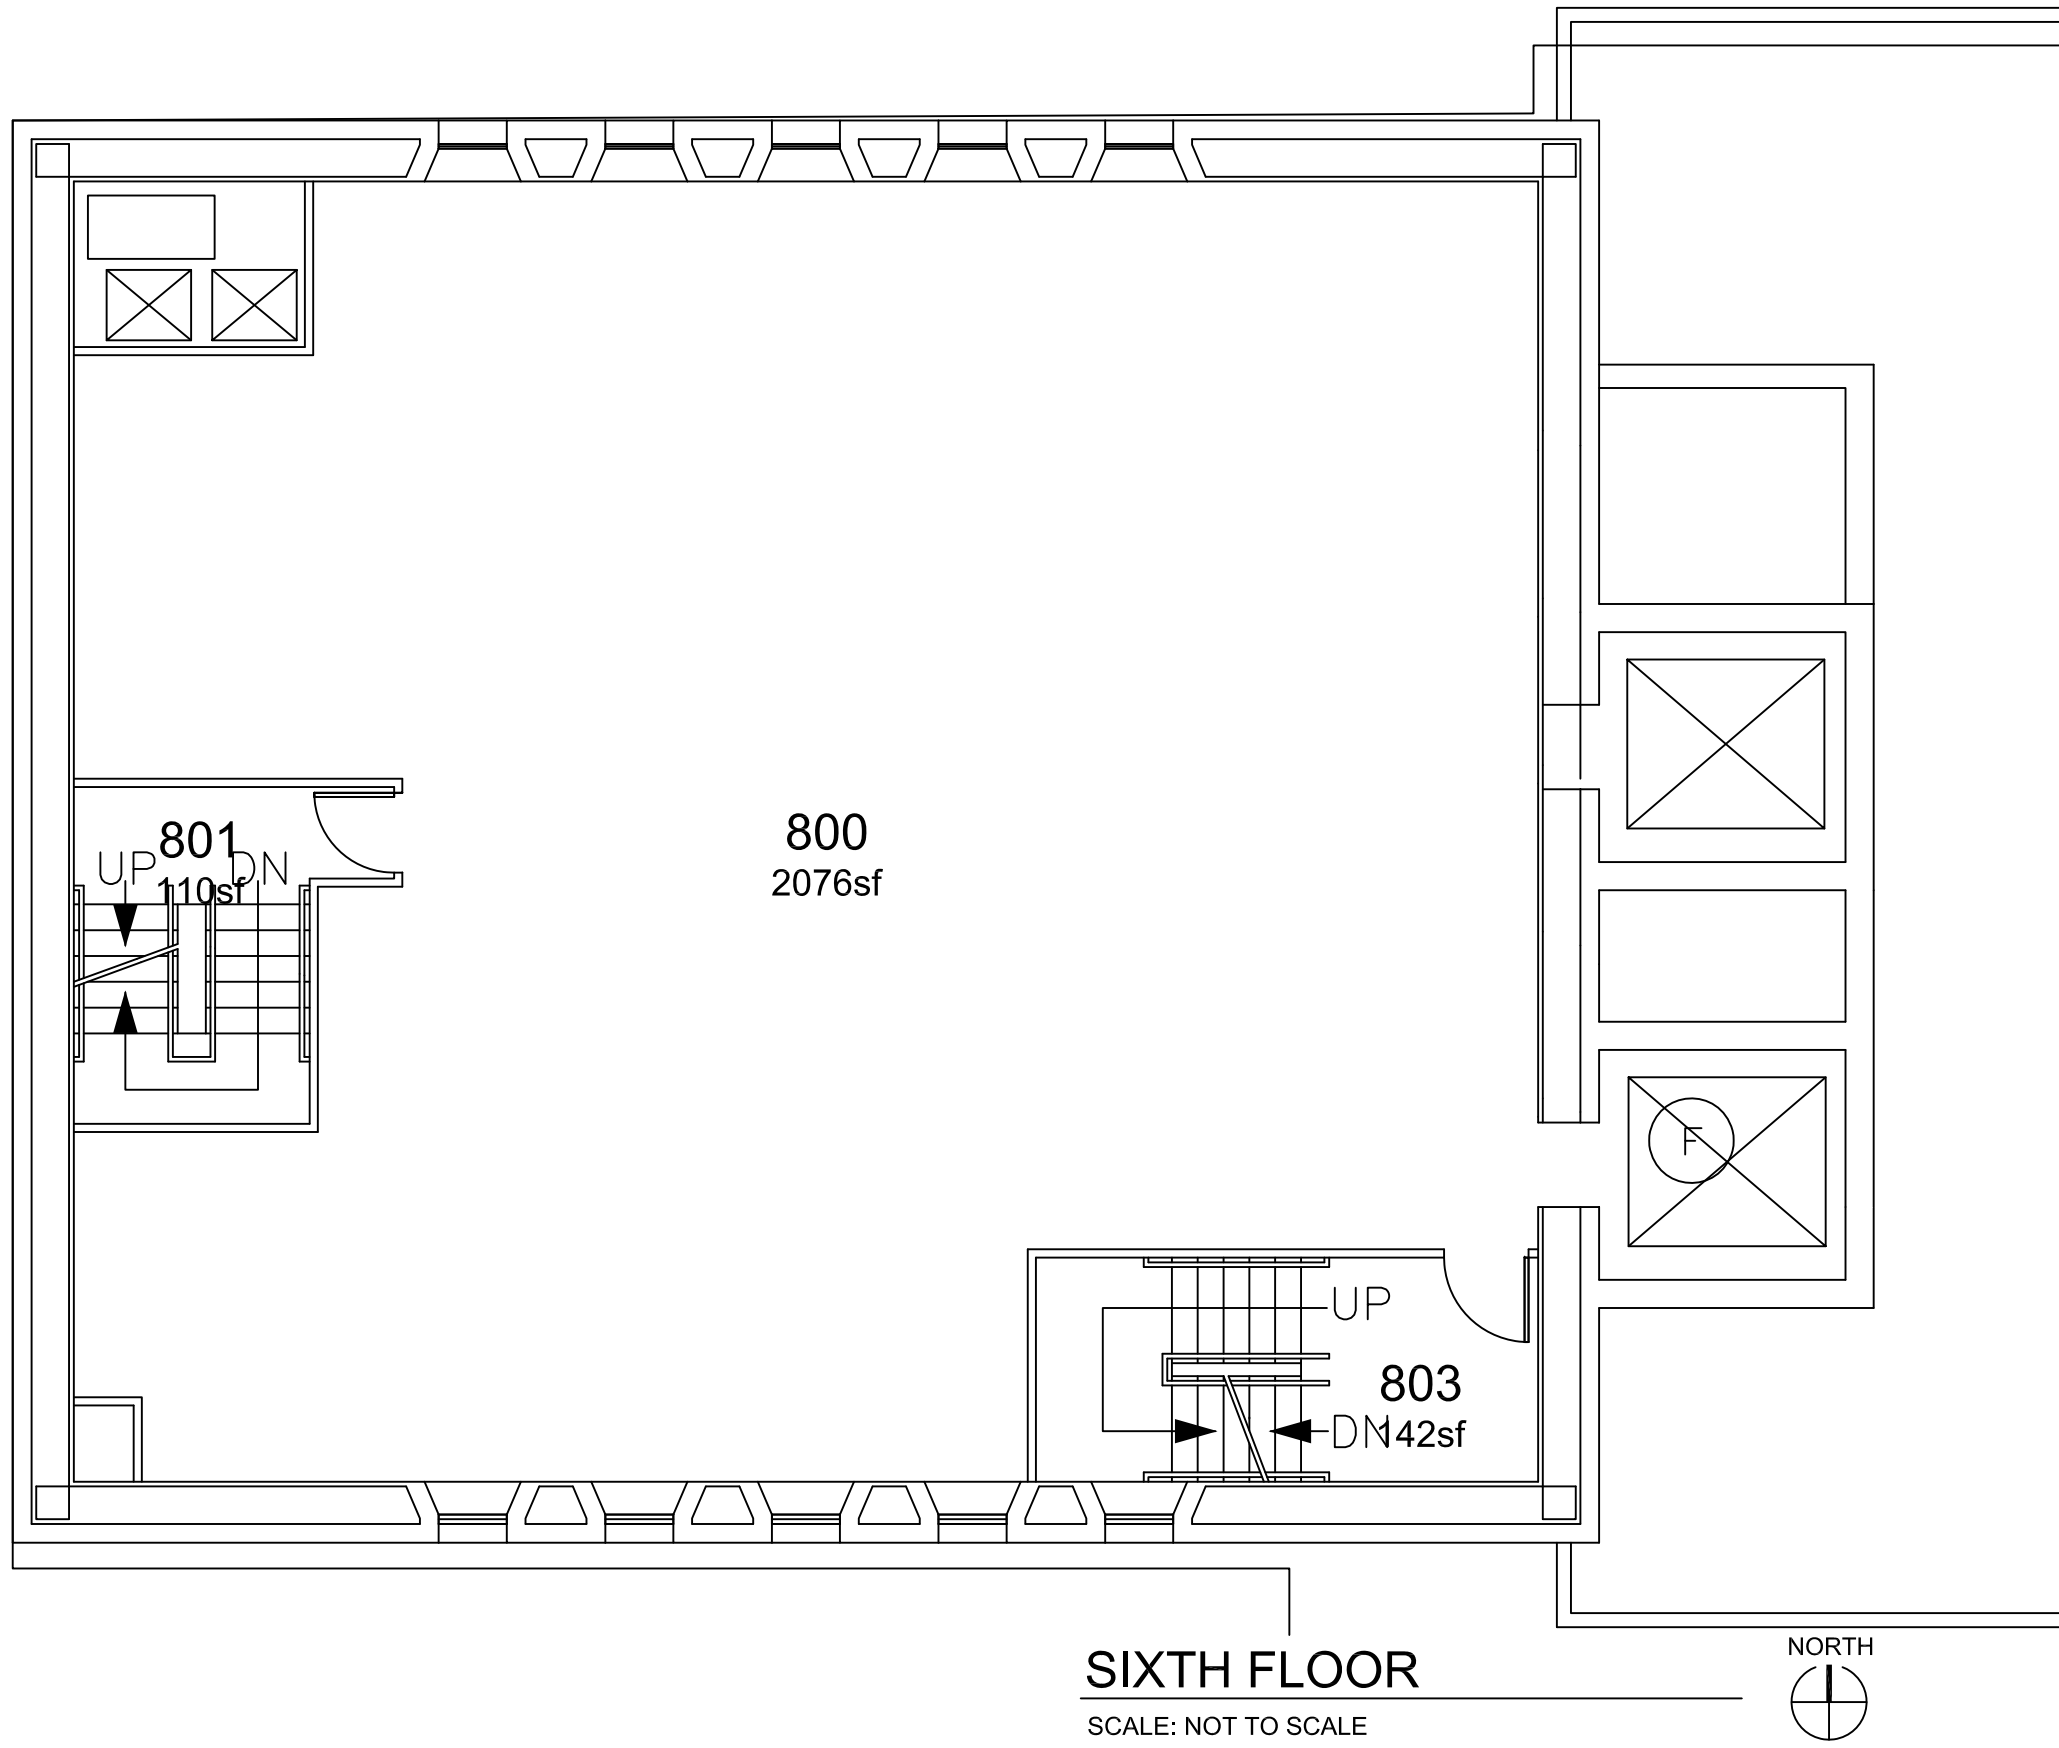 800
2076sf
801
UP
DN
110sf
UP
803
DN
142sf
F
SIXTH FLOOR
SCALE: NOT TO SCALE
NORTH